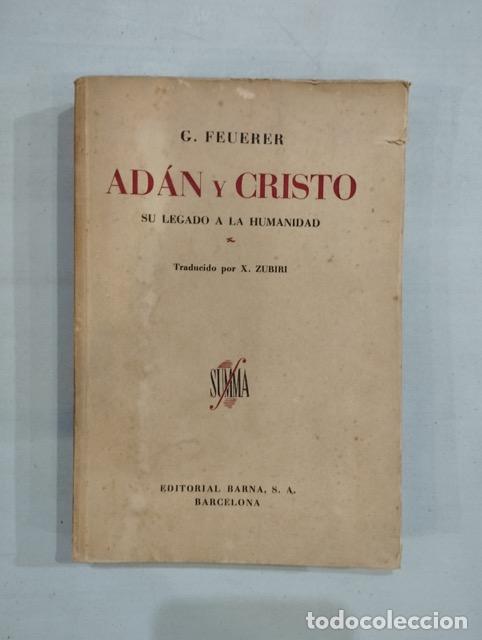 G. FEUERER
ADÁN Y CRISTO
SU LEGADO A LA HUMANIDAD
Traducido por X. ZUBIRI
SUMMA
EDITORIAL BARNA, S. A.
BARCELONA
todocoleccion